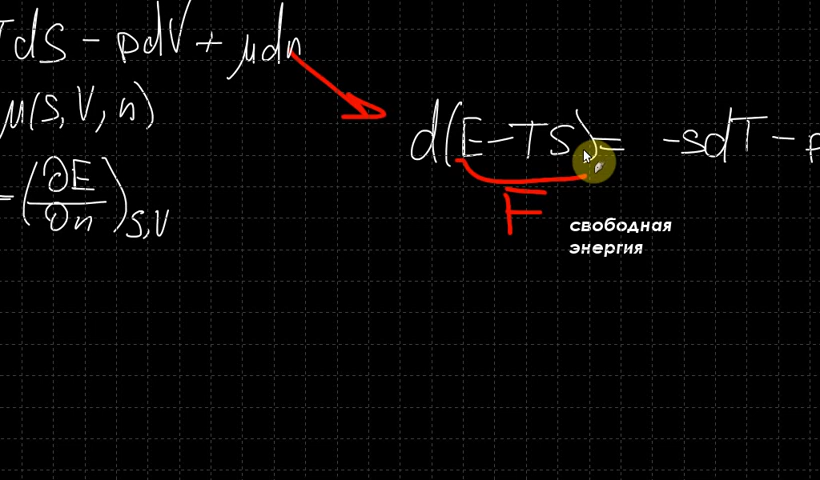 TdS - pdV + μdn
μ(S, V, n)
= (∂E/∂n)S,V
d(E-TS) = -SdT - p
F
свободная
энергия